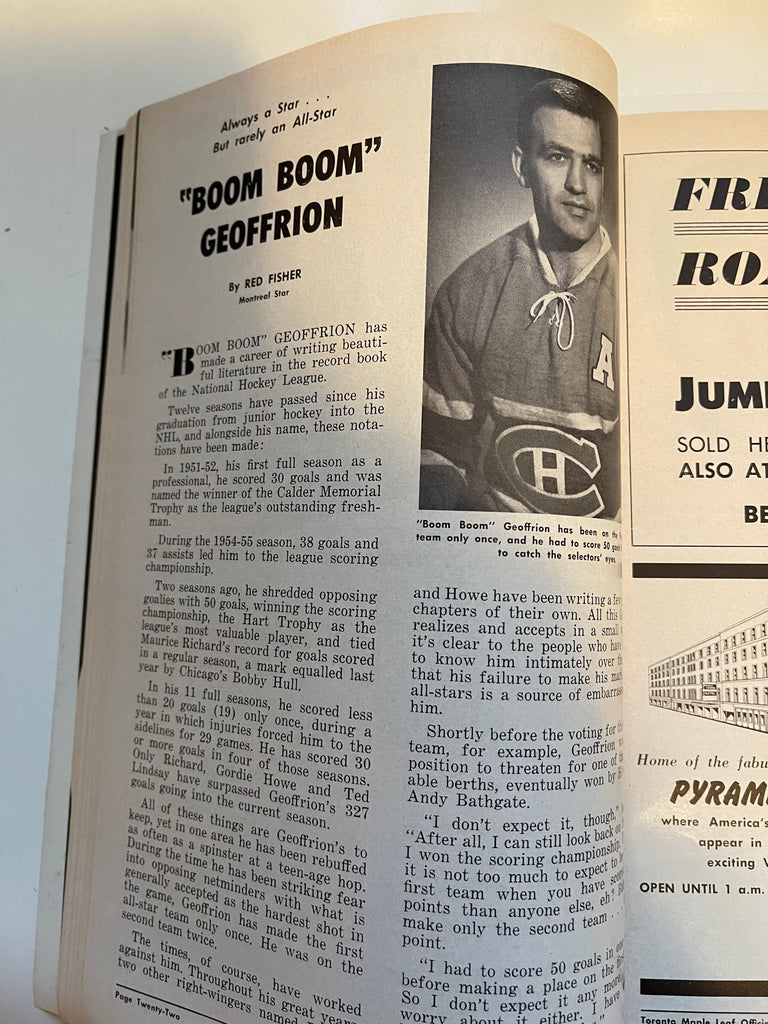 Always a Star . . .
But rarely an All-Star
"BOOM BOOM"
GEOFFRION
By RED FISHER
Montreal Star
"BOOM BOOM" GEOFFRION has
made a career of writing beauti-
ful literature in the record book
of the National Hockey League.
Twelve seasons have passed since his
graduation from junior hockey into the
NHL, and alongside his name, these nota-
tions have been made:
In 1951-52, his first full season as a
professional, he scored 30 goals and was
named the winner of the Calder Memorial
Trophy as the league's outstanding fresh-
man.
During the 1954-55 season, 38 goals and
37 assists led him to the league scoring
championship.
Two seasons ago, he shredded opposing
goalies with 50 goals, winning the scoring
championship, the Hart Trophy as the
league's most valuable player, and tied
Maurice Richard's record for goals scored
in a regular season, a mark equalled last
year by Chicago's Bobby Hull.
In his 11 full seasons, he scored less
than 20 goals (19) only once, during a
year in which injuries forced him to the
sidelines for 29 games. He has scored 30
or more goals in four of those seasons.
Only Richard, Gordie Howe and Ted
Lindsay have surpassed Geoffrion's 327
goals going into the current season.
All of these things are Geoffrion's to
keep, yet in one area he has been rebuffed
as often as a spinster at a teen-age hop.
During the time he has been striking fear
into opposing netminders with what is
generally accepted as the hardest shot in
the game, Geoffrion has made the first
all-star team only once. He was on the
second team twice.
The times, of course, have worked
against him. Throughout his great years
two other right-wingers named
Page Twenty-Two
A
C H
"Boom Boom" Geoffrion has been on the
team only once, and he had to score 50
to catch the selectors' eyes.
and Howe have been writing a few
chapters of their own. All this
realizes and accepts in a small
it's clear to the people who have
to know him intimately over
that his failure to make his
all-stars is a source of
him.
Shortly before the voting for
team, for example, Geoffrion
position to threaten for one of
able berths, eventually won by
Andy Bathgate.
"I don't expect it, though,"
"After all, I can still look back
I won the scoring championship
it is not too much to expect to
first team when you have
points than anyone else, eh?
make only the second team . . .
point.
"I had to score 50 goals in
before making a place on the
So I don't expect it any
worry about it either. I have
FR
RO
JUM
SOLD HE
ALSO AT
BE
Home of the fabu
PYRAM
where America's
appear in
exciting
OPEN UNTIL 1 a.m.
Toronto Maple Leaf